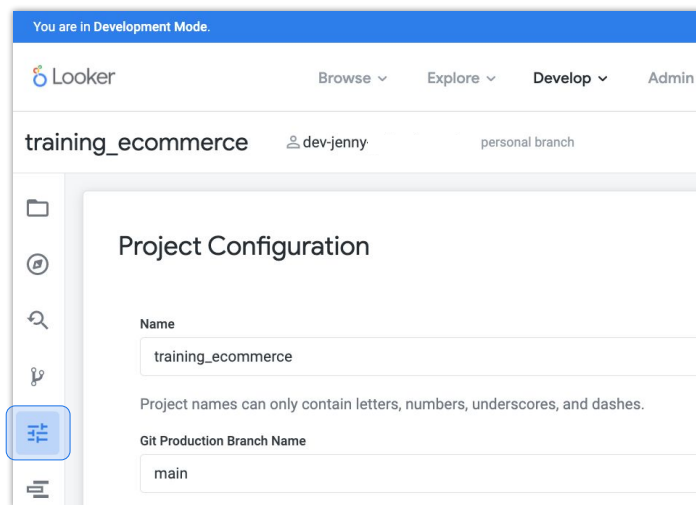 You are in Development Mode.
Looker
Browse Explore Develop Admin
training_ecommerce dev-jenny- personal branch
Project Configuration
Name
training_ecommerce
Project names can only contain letters, numbers, underscores, and dashes.
Git Production Branch Name
main